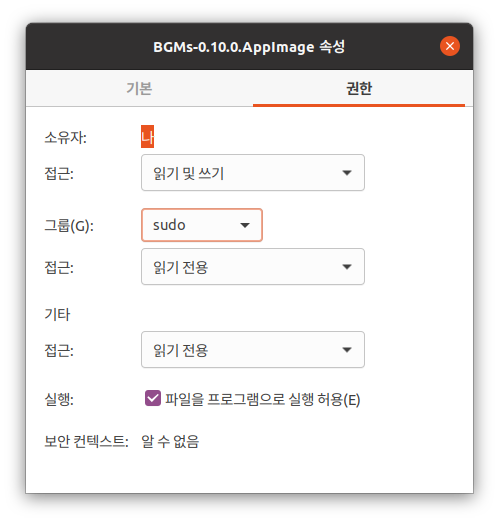 BGMs-0.10.0.AppImage 속성
기본 권한
소유자: 나
접근: 읽기 및 쓰기
그룹(G): sudo
접근: 읽기 전용
기타
접근: 읽기 전용
실행: 파일을 프로그램으로 실행 허용(E)
보안 컨텍스트: 알 수 없음